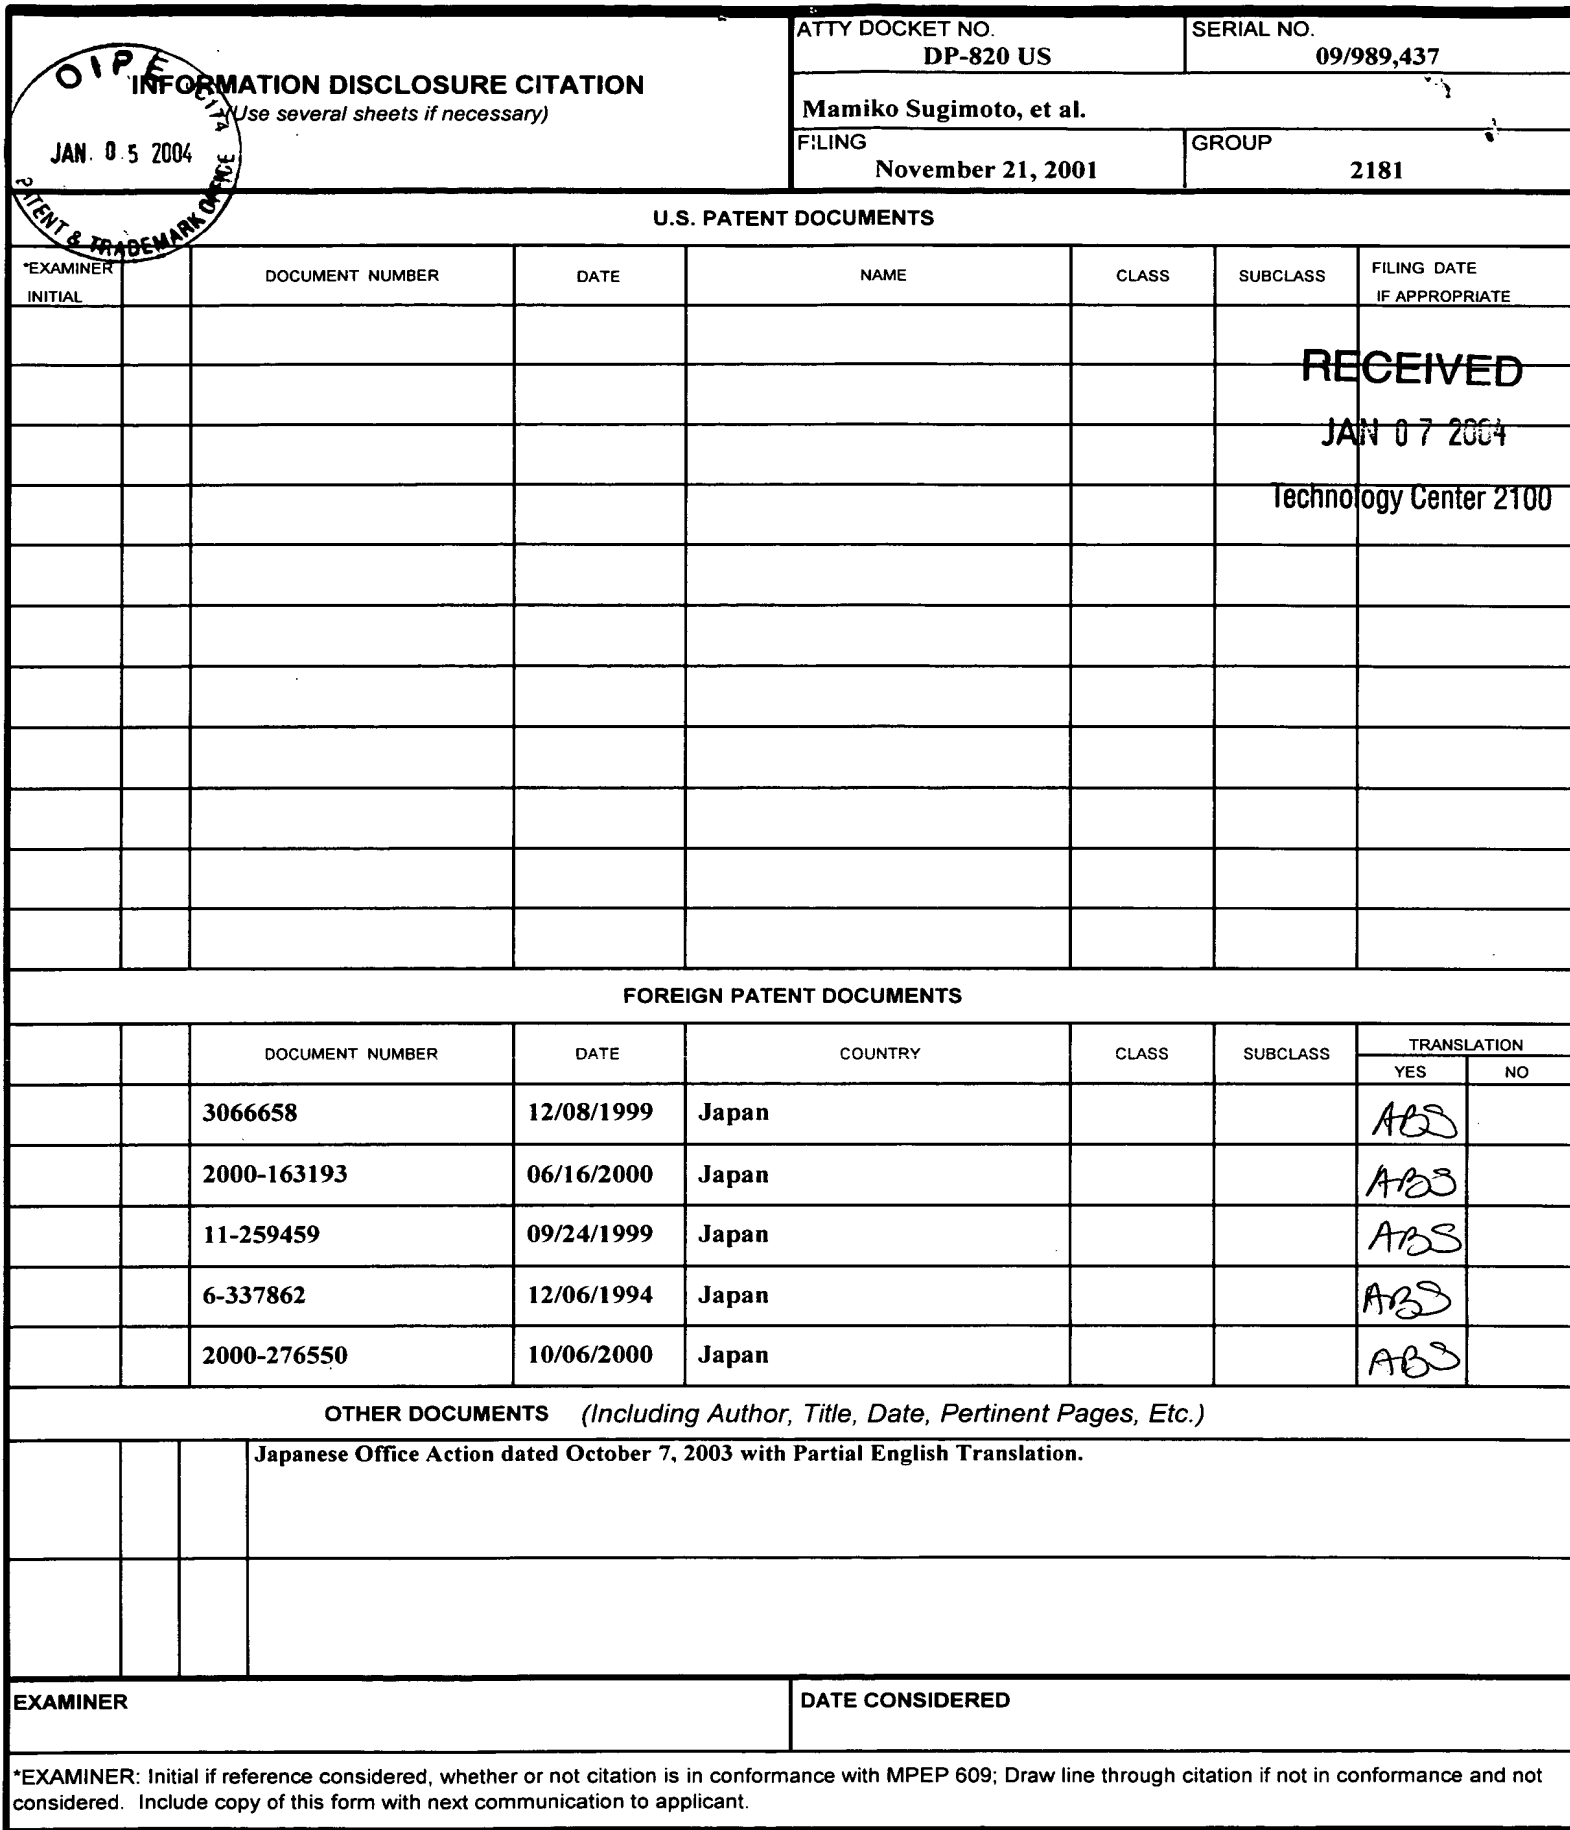 ATTY DOCKET NO.
DP-820 US
SERIAL NO.
09/989,437
OIPE
JC174
JAN. 0 5 2004
PATENT & TRADEMARK OFFICE
INFORMATION DISCLOSURE CITATION
(Use several sheets if necessary)
Mamiko Sugimoto, et al.
FILING
November 21, 2001
GROUP
2181
U.S. PATENT DOCUMENTS
*EXAMINER INITIAL DOCUMENT NUMBER DATE NAME CLASS SUBCLASS FILING DATE IF APPROPRIATE
RECEIVED
JAN 0 7 2004
Technology Center 2100
FOREIGN PATENT DOCUMENTS
DOCUMENT NUMBER DATE COUNTRY CLASS SUBCLASS TRANSLATION
YES NO
3066658 12/08/1999 Japan ABS
2000-163193 06/16/2000 Japan ABS
11-259459 09/24/1999 Japan ABS
6-337862 12/06/1994 Japan ABS
2000-276550 10/06/2000 Japan ABS
OTHER DOCUMENTS (Including Author, Title, Date, Pertinent Pages, Etc.)
Japanese Office Action dated October 7, 2003 with Partial English Translation.
EXAMINER
DATE CONSIDERED
*EXAMINER: Initial if reference considered, whether or not citation is in conformance with MPEP 609; Draw line through citation if not in conformance and not
considered. Include copy of this form with next communication to applicant.